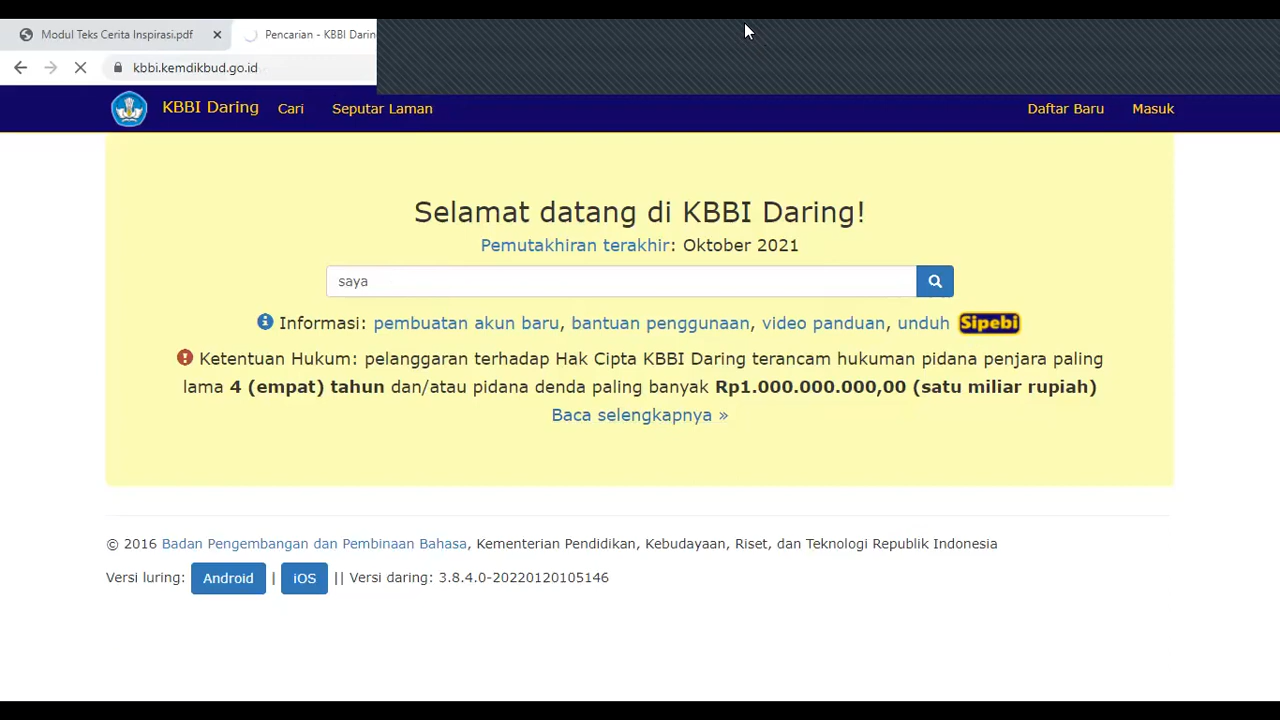 Modul Teks Cerita Inspirasi.pdf
Pencarian - KBBI Daring
kbbi.kemdikbud.go.id
KBBI Daring Cari Seputar Laman Daftar Baru Masuk
Selamat datang di KBBI Daring!
Pemutakhiran terakhir: Oktober 2021
saya
Informasi: pembuatan akun baru, bantuan penggunaan, video panduan, unduh Sipebi
Ketentuan Hukum: pelanggaran terhadap Hak Cipta KBBI Daring terancam hukuman pidana penjara paling
lama 4 (empat) tahun dan/atau pidana denda paling banyak Rp1.000.000.000,00 (satu miliar rupiah)
Baca selengkapnya »
© 2016 Badan Pengembangan dan Pembinaan Bahasa, Kementerian Pendidikan, Kebudayaan, Riset, dan Teknologi Republik Indonesia
Versi luring: Android | iOS || Versi daring: 3.8.4.0-20220120105146